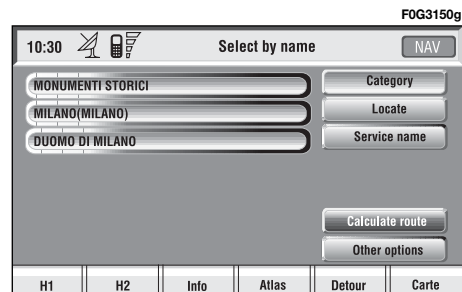 F0G3150g
10:30 Select by name NAV
MONUMENTI STORICI Category
MILANO(MILANO) Locate
DUOMO DI MILANO Service name
Calculate route
Other options
H1 H2 Info Atlas Detour Carte